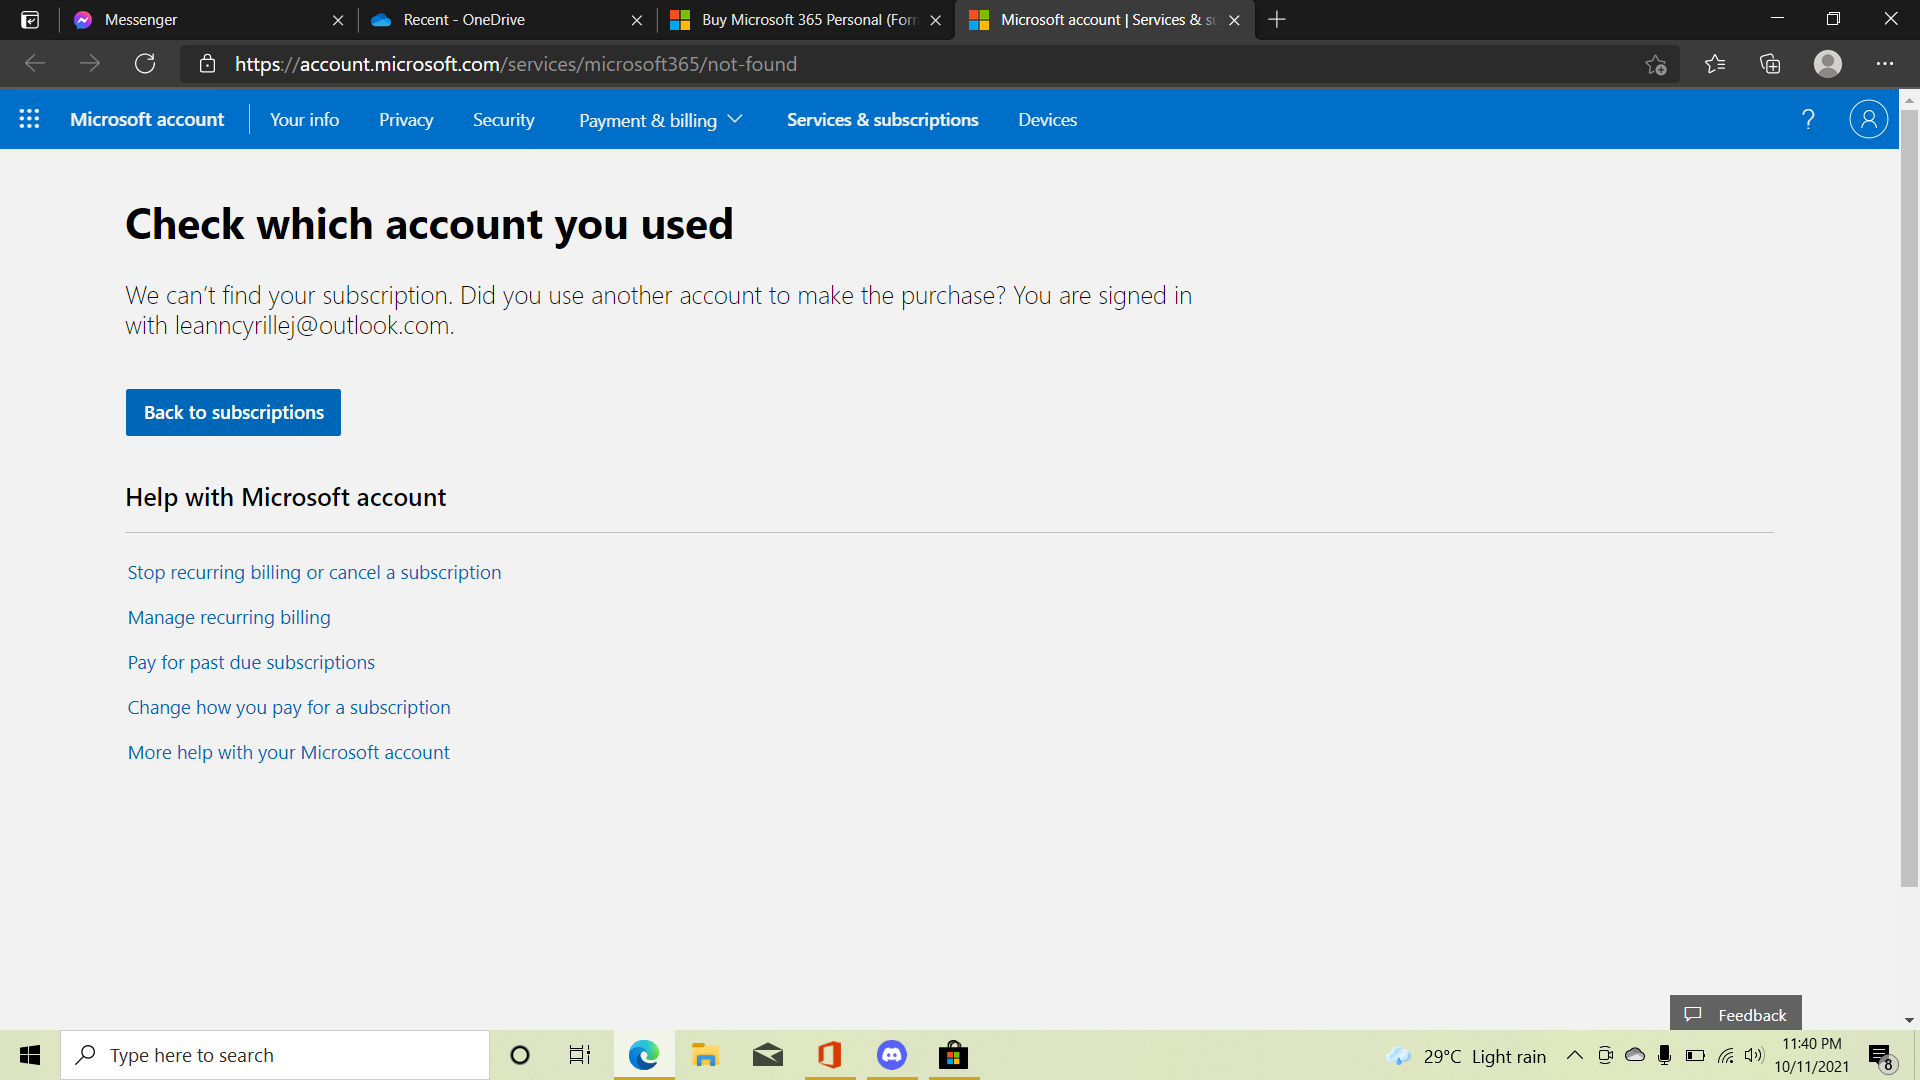 Messenger
Recent - OneDrive
Buy Microsoft 365 Personal (Form
Microsoft account | Services & su
https://account.microsoft.com/services/microsoft365/not-found
Microsoft account
Your info
Privacy
Security
Payment & billing
Services & subscriptions
Devices
?
Check which account you used
We can't find your subscription. Did you use another account to make the purchase? You are signed in
with leanncyrillej@outlook.com.
Back to subscriptions
Help with Microsoft account
Stop recurring billing or cancel a subscription
Manage recurring billing
Pay for past due subscriptions
Change how you pay for a subscription
More help with your Microsoft account
Feedback
Type here to search
29°C Light rain
11:40 PM
10/11/2021
8